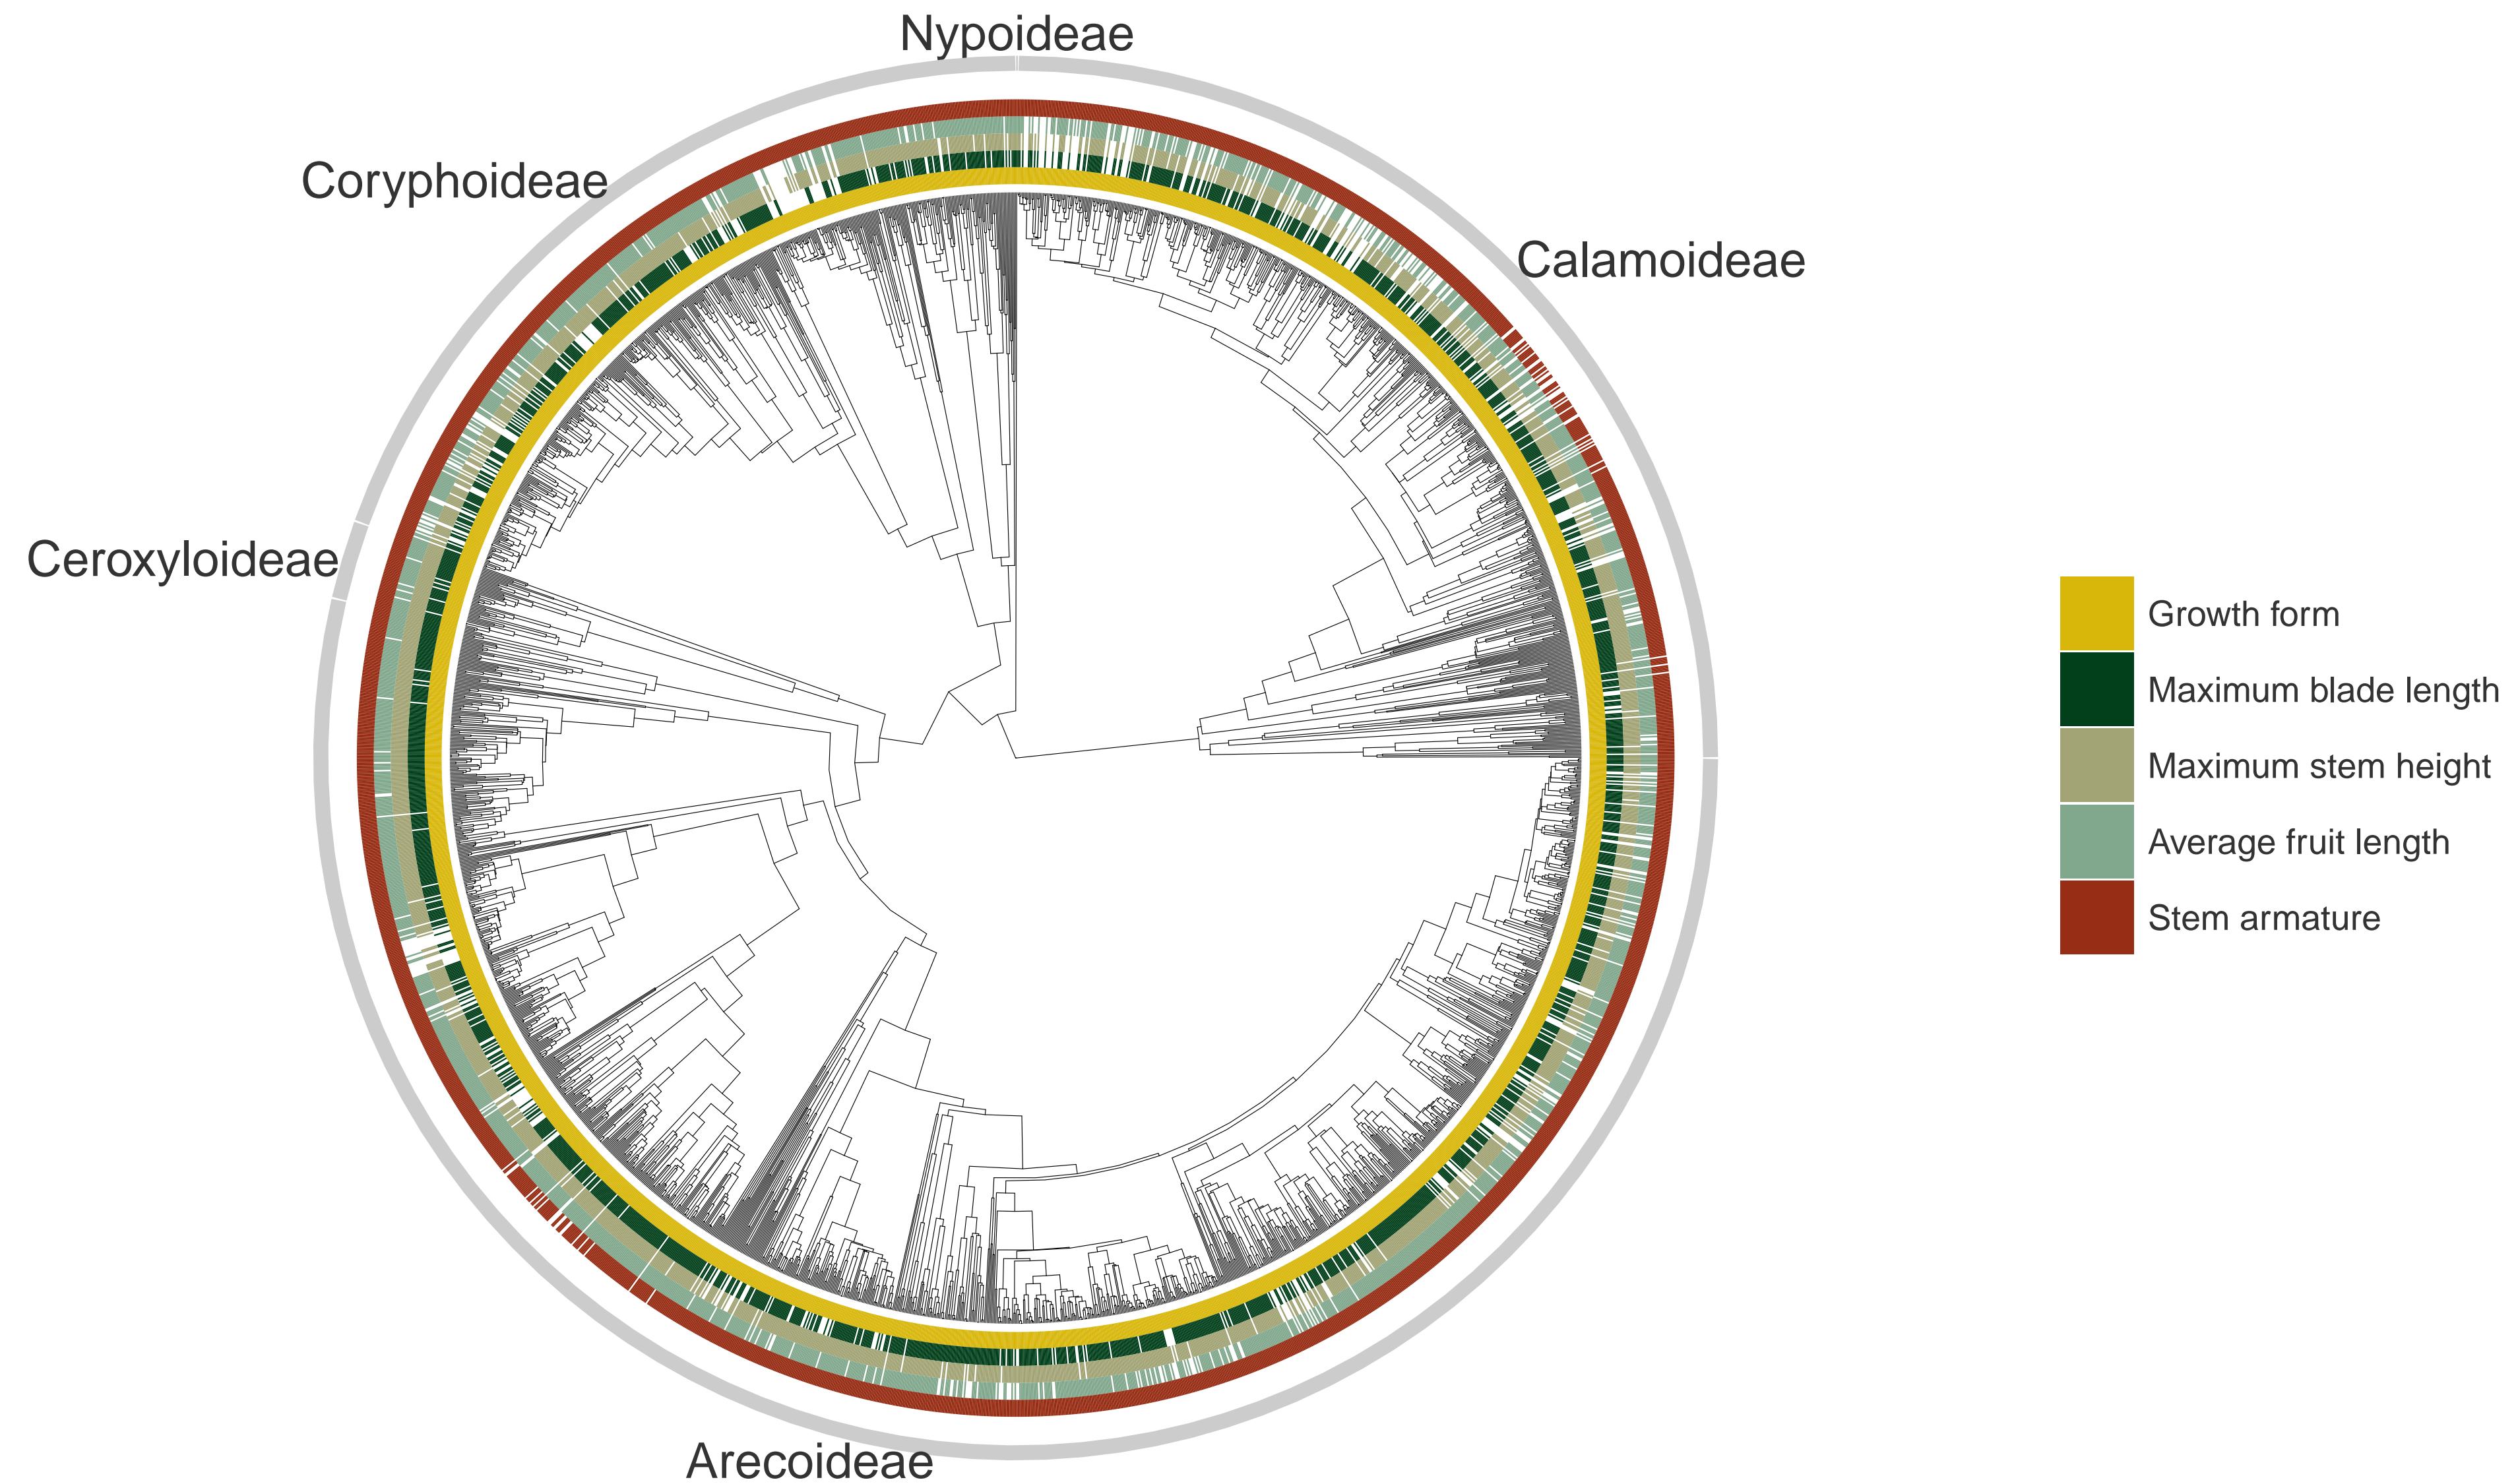 Nypoideae
Coryphoideae
Calamoideae
Ceroxyloideae
Growth form
Maximum blade length
Maximum stem height
Average fruit length
Stem armature
Arecoideae